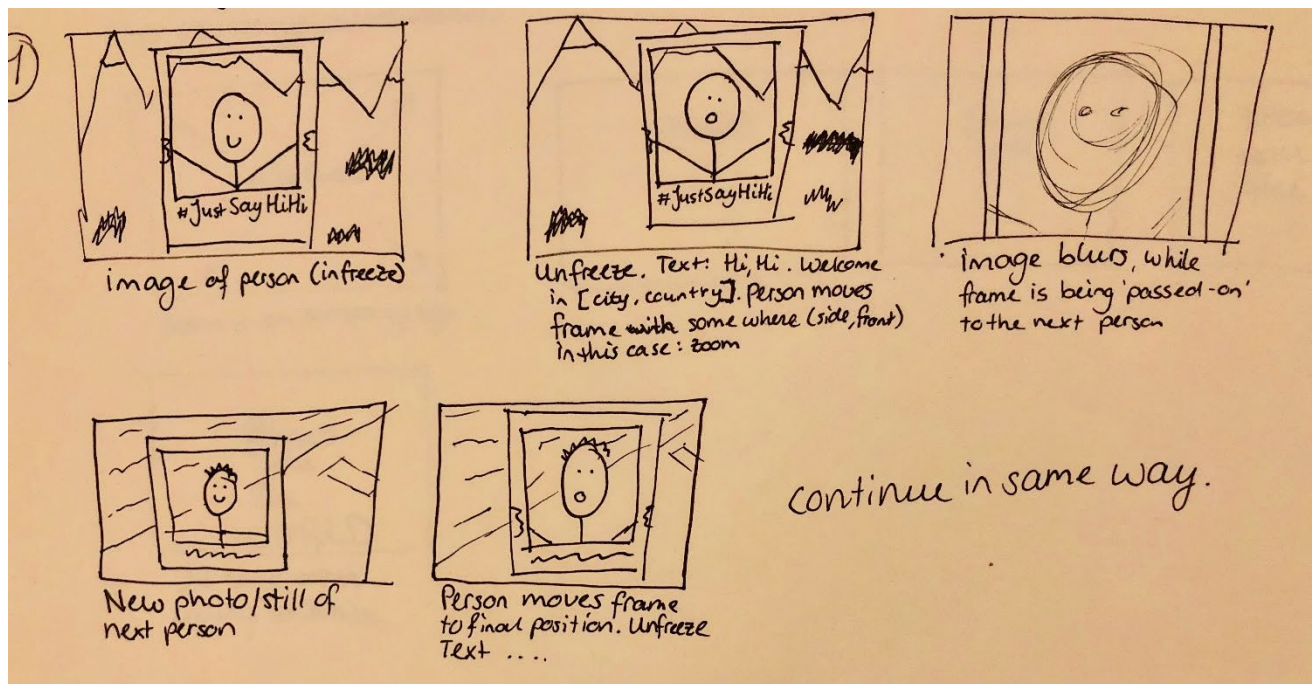 1
#JustSayHiHi
image of person (in freeze)
#JustSayHiHi
Unfreeze. Text: Hi, Hi. Welcome
in [city, country]. Person moves
frame with some where (side, front)
in this case: zoom
image blurs, while
frame is being 'passed-on'
to the next person
New photo/still of
next person
Person moves frame
to final position. Unfreeze
Text ....
continue in same way.